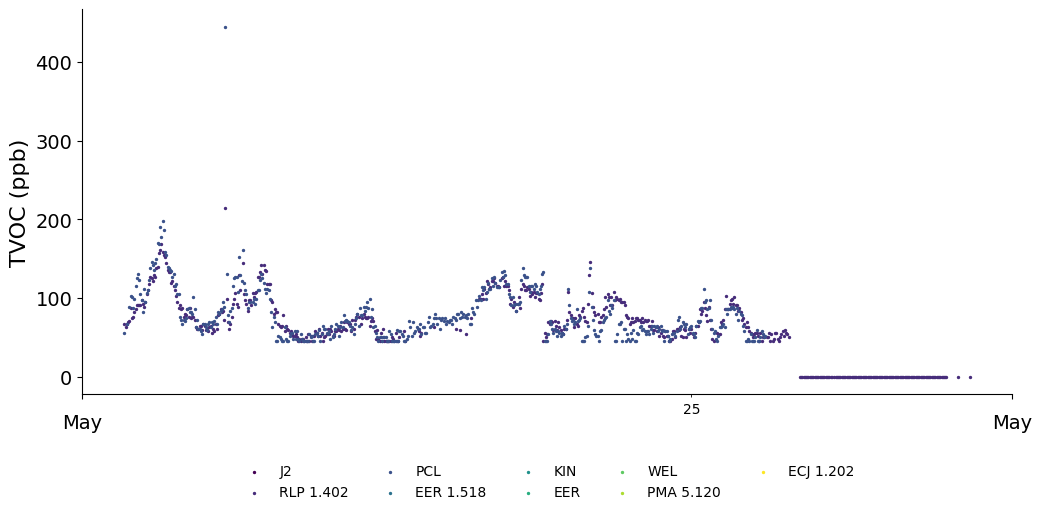 TVOC (ppb)
400
300
200
100
0
25
May
May
J2
PCL
KIN
WEL
ECJ 1.202
RLP 1.402
EER 1.518
EER
PMA 5.120